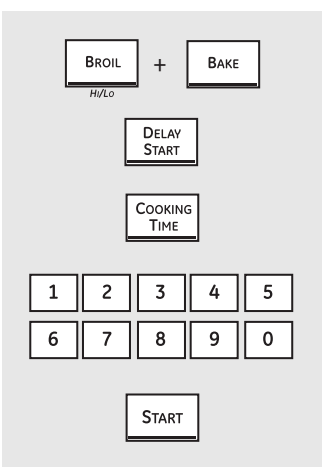 BROIL + BAKE
HI/LO
DELAY
START
COOKING
TIME
1 2 3 4 5
6 7 8 9 0
START